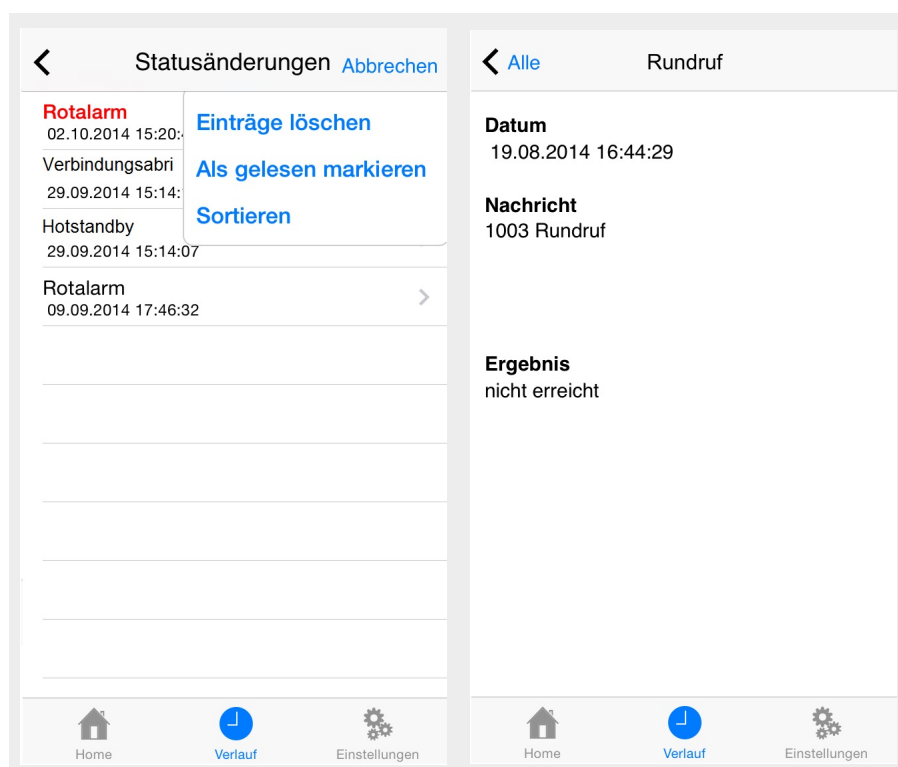 Statusänderungen Abbrechen
Rotalarm
02.10.2014 15:20:
Einträge löschen
Verbindungsabri
29.09.2014 15:14:
Als gelesen markieren
Hotstandby
29.09.2014 15:14:07
Sortieren
Rotalarm
09.09.2014 17:46:32
Home Verlauf Einstellungen
Alle Rundruf
Datum
19.08.2014 16:44:29
Nachricht
1003 Rundruf
Ergebnis
nicht erreicht
Home Verlauf Einstellungen